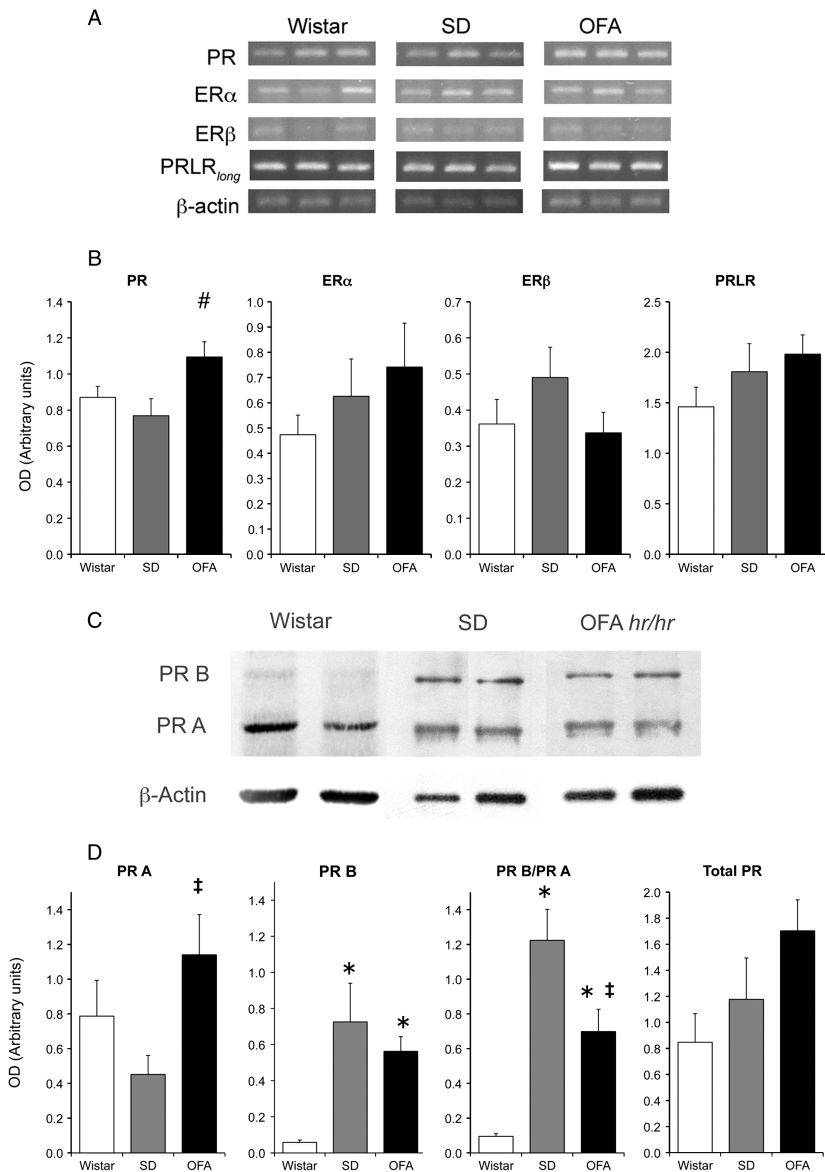 A
Wistar SD OFA
PR
ERα
ERβ
PRLRlong
β-actin
B
PR ERα ERβ PRLR
#
OD (Arbitrary units)
1.4
1.2
1.0
0.8
0.6
0.4
0.2
0.0
Wistar SD OFA
1.0
0.9
0.8
0.7
0.6
0.5
0.4
0.3
0.2
0.1
0.0
Wistar SD OFA
0.7
0.6
0.5
0.4
0.3
0.2
0.1
0.0
Wistar SD OFA
2.5
2.0
1.5
1.0
0.5
0.0
Wistar SD OFA
C
Wistar SD OFA hr/hr
PR B
PR A
β-Actin
D
PR A PR B PR B/PR A Total PR
OD (Arbitrary units)
‡
1.4
1.2
1.0
0.8
0.6
0.4
0.2
0.0
Wistar SD OFA
* *
1.4
1.2
1.0
0.8
0.6
0.4
0.2
0.0
Wistar SD OFA
*
* ‡
1.4
1.2
1.0
0.8
0.6
0.4
0.2
0.0
Wistar SD OFA
2.0
1.8
1.6
1.4
1.2
1.0
0.8
0.6
0.4
0.2
0.0
Wistar SD OFA